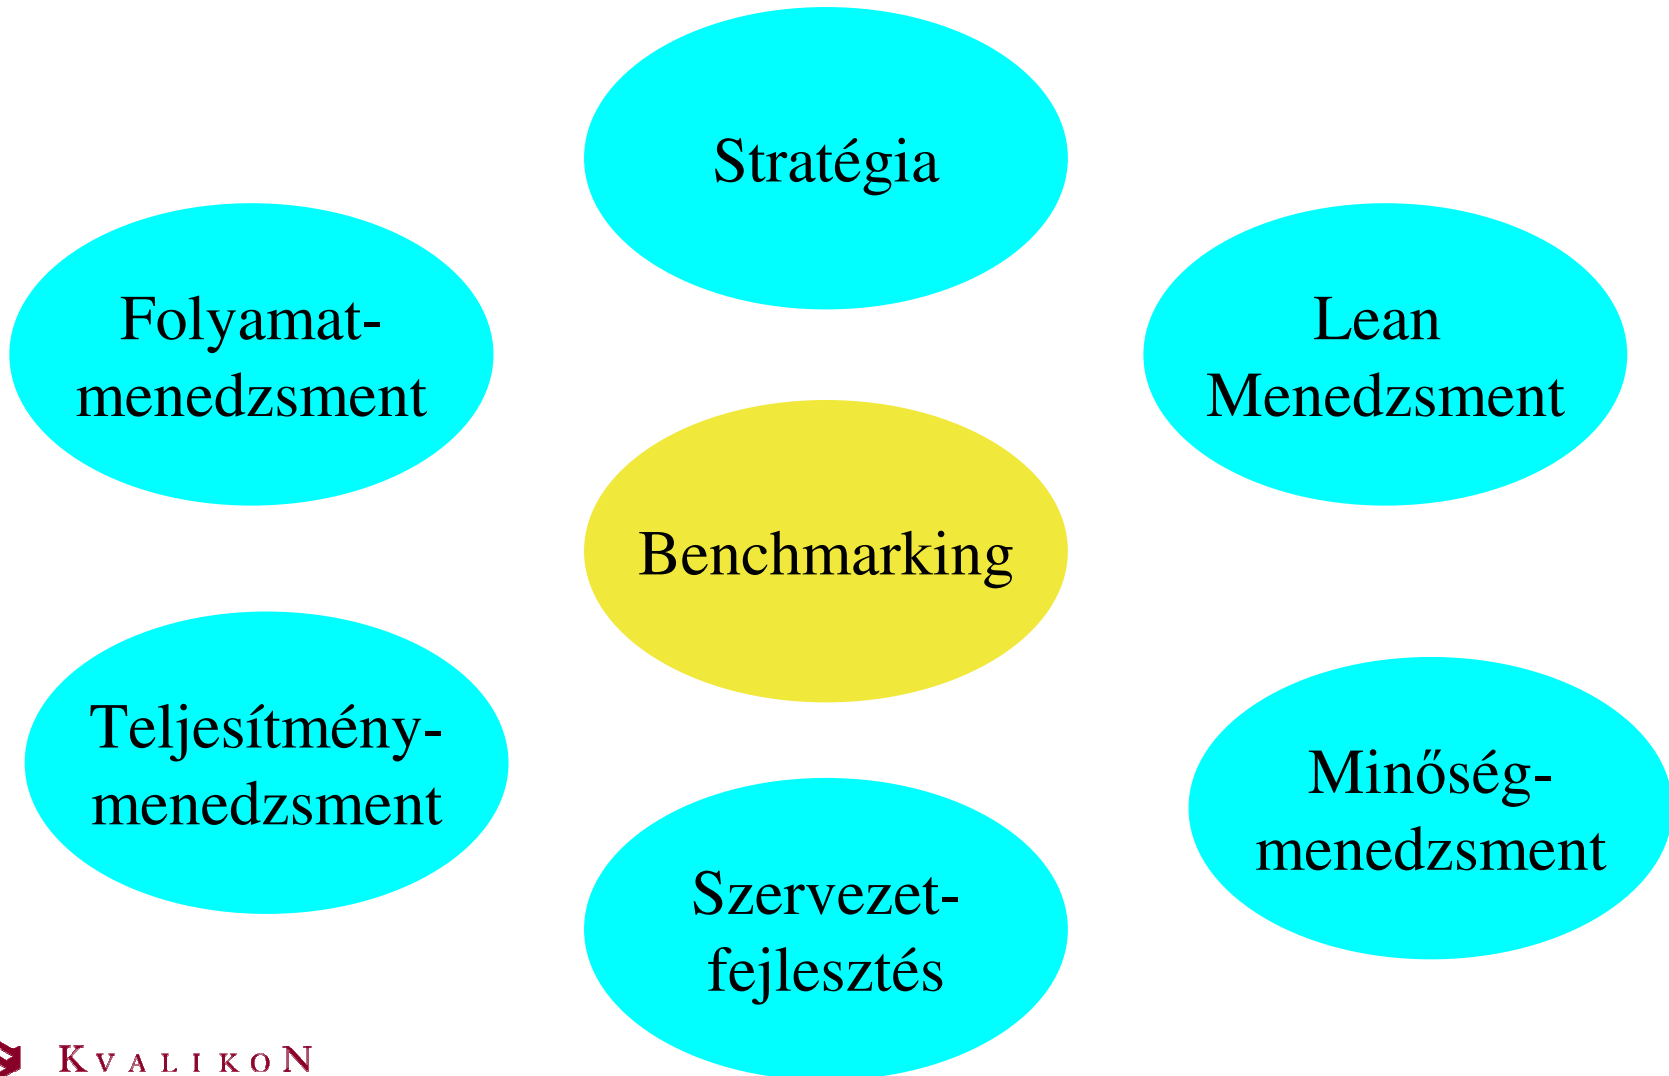 Stratégia
Folyamat-
menedzsment
Lean
Menedzsment
Benchmarking
Teljesítmény-
menedzsment
Minőség-
menedzsment
Szervezet-
fejlesztés
KVALIKON